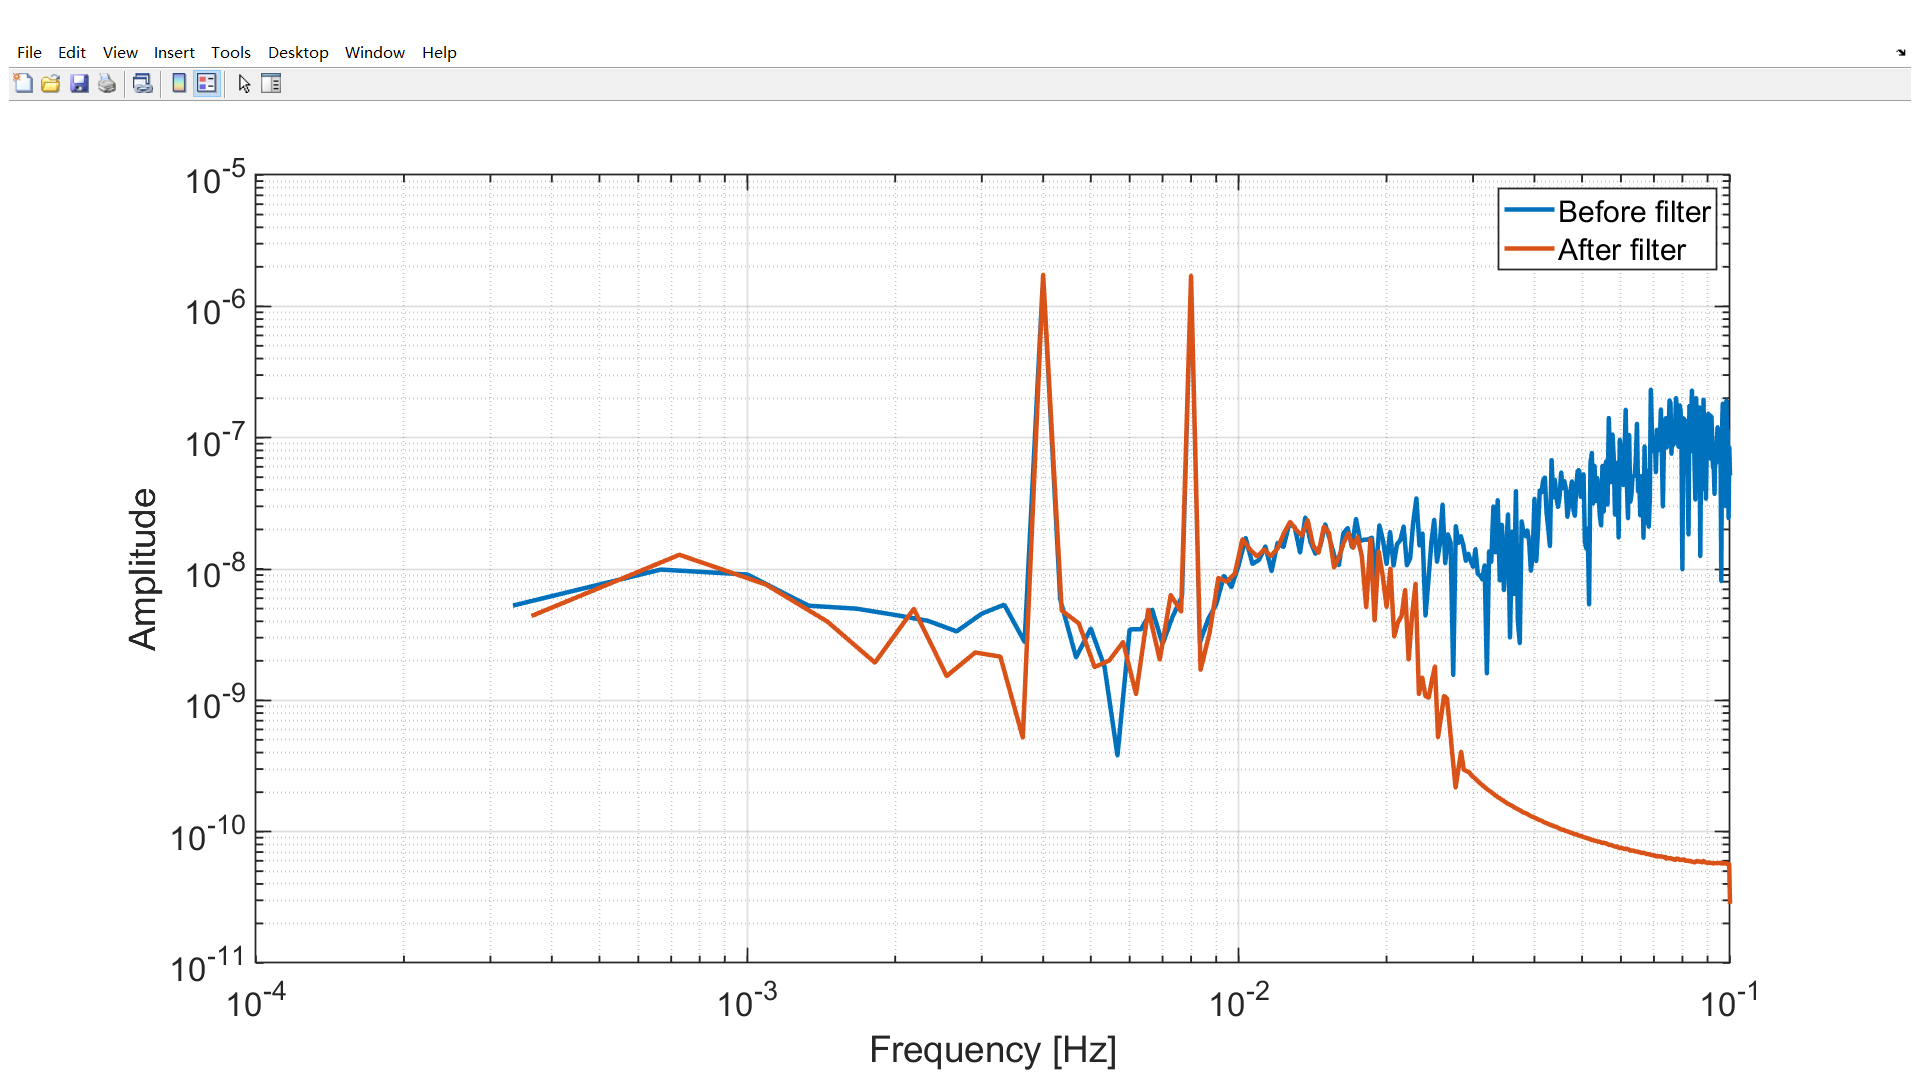 File Edit View Insert Tools Desktop Window Help
10^-5
10^-6
10^-7
10^-8
10^-9
10^-10
10^-11
Amplitude
Before filter
After filter
10^-4 10^-3 10^-2 10^-1
Frequency [Hz]